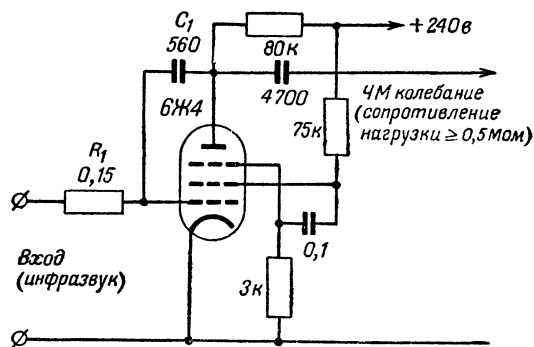 C₁
560
80к
+240в
4700
6Ж4
ЧМ колебание
(сопротивление
нагрузки ≥ 0,5 Мом)
75к
R₁
0,15
0,1
Вход
(инфразвук)
3к